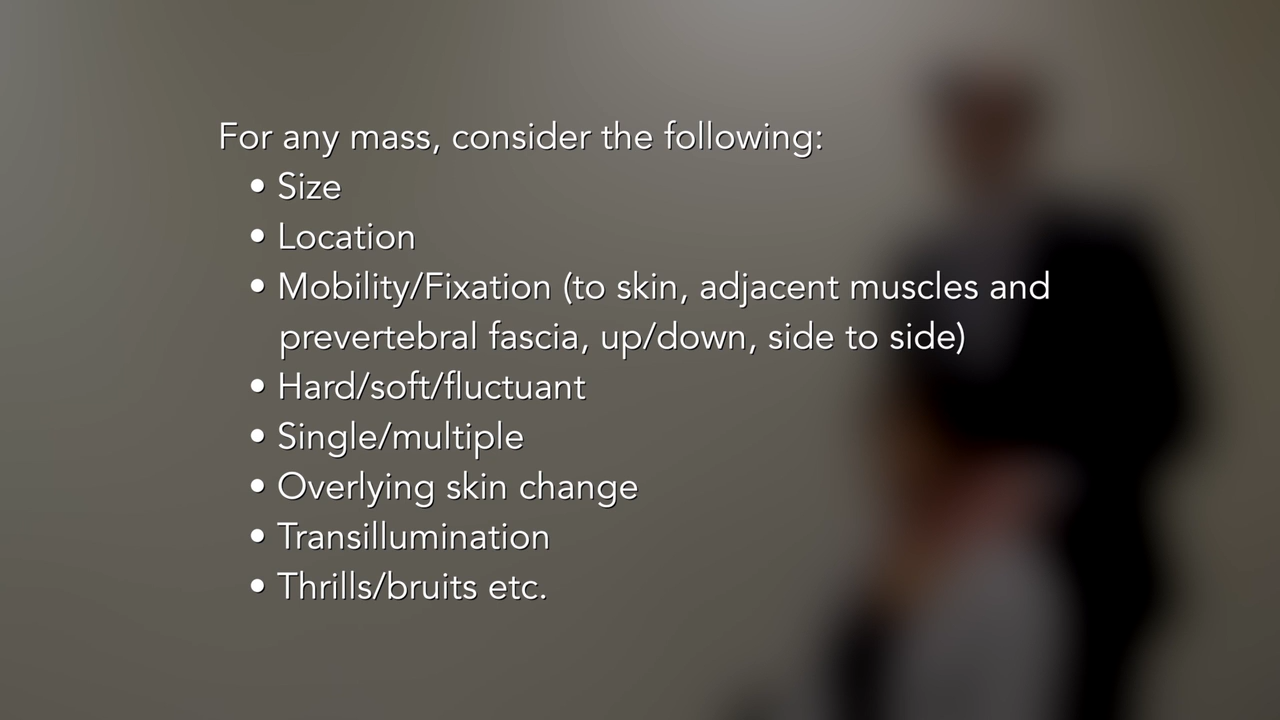 For any mass, consider the following:
• Size
• Location
• Mobility/Fixation (to skin, adjacent muscles and
prevertebral fascia, up/down, side to side)
• Hard/soft/fluctuant
• Single/multiple
• Overlying skin change
• Transillumination
• Thrills/bruits etc.